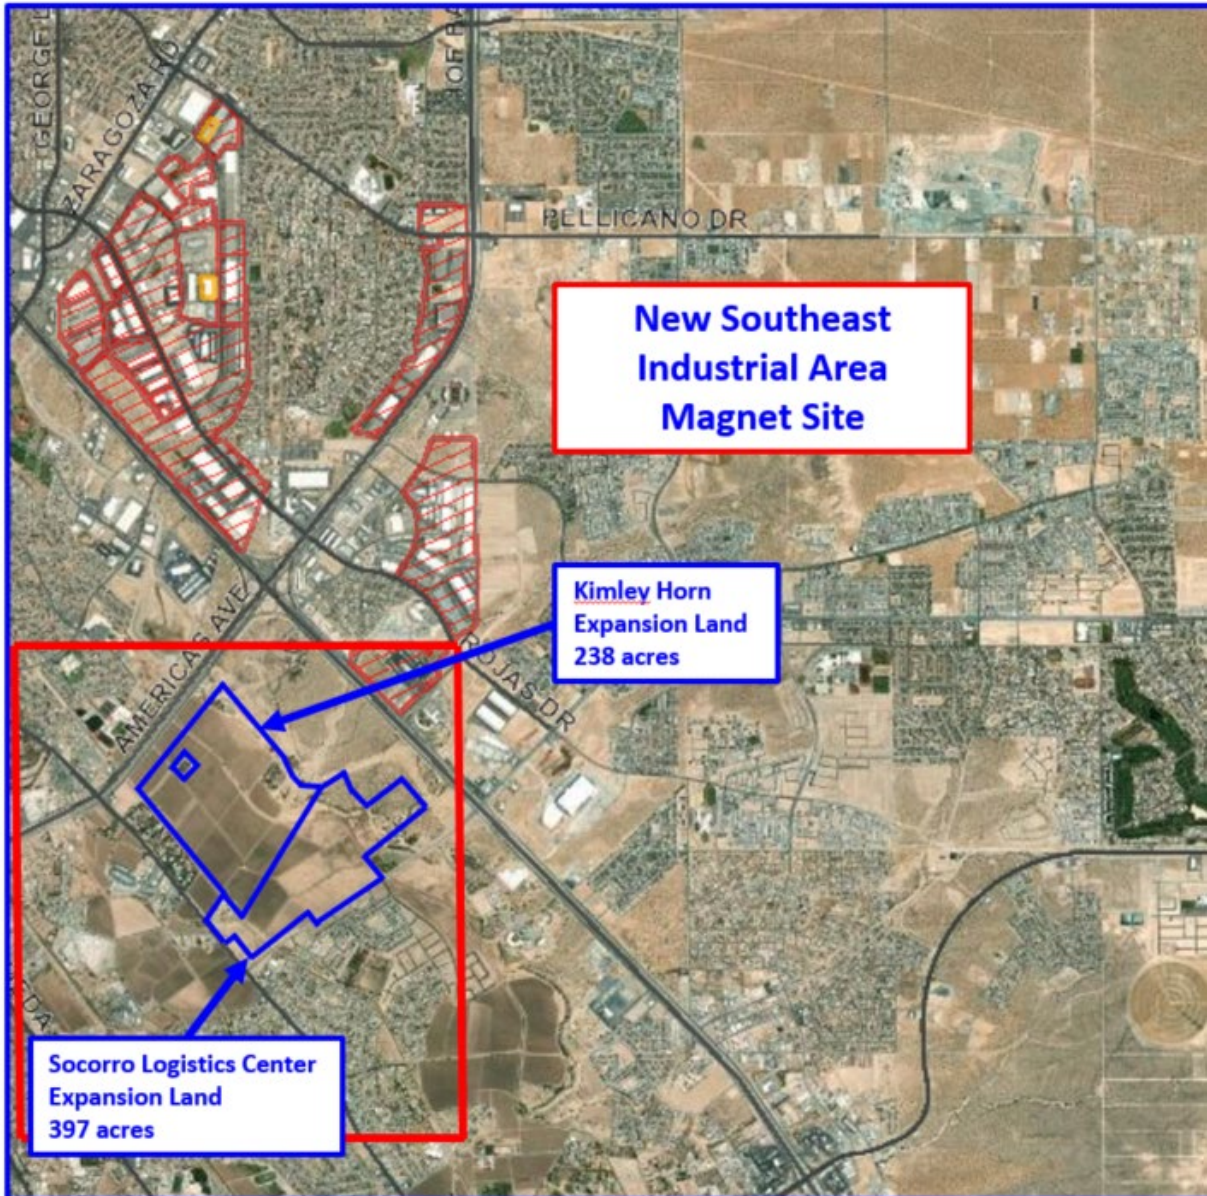 HGEORGE
ZARAGOZA RD
PELLICANO DR
New Southeast
Industrial Area
Magnet Site
Kimley Horn
Expansion Land
238 acres
AMERICAS AVE
ROJAS DR
Socorro Logistics Center
Expansion Land
397 acres